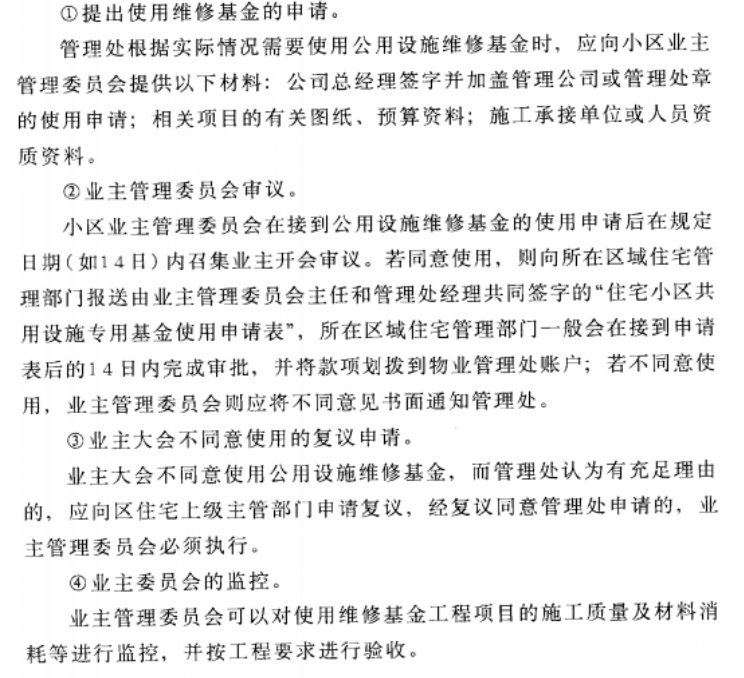 ①提出使用维修基金的申请。
管理处根据实际情况需要使用公用设施维修基金时，应向小区业主
管理委员会提供以下材料：公司总经理签字并加盖管理公司或管理处章
的使用申请；相关项目的有关图纸、预算资料；施工承接单位或人员资
质资料。
②业主管理委员会审议。
小区业主管理委员会在接到公用设施维修基金的使用申请后在规定
日期（如14日）内召集业主开会审议。若同意使用，则向所在区域住宅管
理部门报送由业主管理委员会主任和管理处经理共同签字的“住宅小区共
用设施专用基金使用申请表”，所在区域住宅管理部门一般会在接到申请
表后的14日内完成审批，并将款项划拨到物业管理处账户；若不同意使
用，业主管理委员会则应将不同意见书面通知管理处。
③业主大会不同意使用的复议申请。
业主大会不同意使用公用设施维修基金，而管理处认为有充足理由
的，应向区住宅上级主管部门申请复议，经复议同意管理处申请的，业
主管理委员会必须执行。
④业主委员会的监控。
业主管理委员会可以对使用维修基金工程项目的施工质量及材料消
耗等进行监控，并按工程要求进行验收。